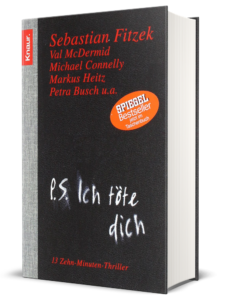 Knaur.
Sebastian Fitzek
Val McDermid
Michael Connelly
Markus Heitz
Petra Busch u.a.
SPIEGEL
Bestseller
P.S. Ich töte
dich
13 Zehn-Minuten-Thriller